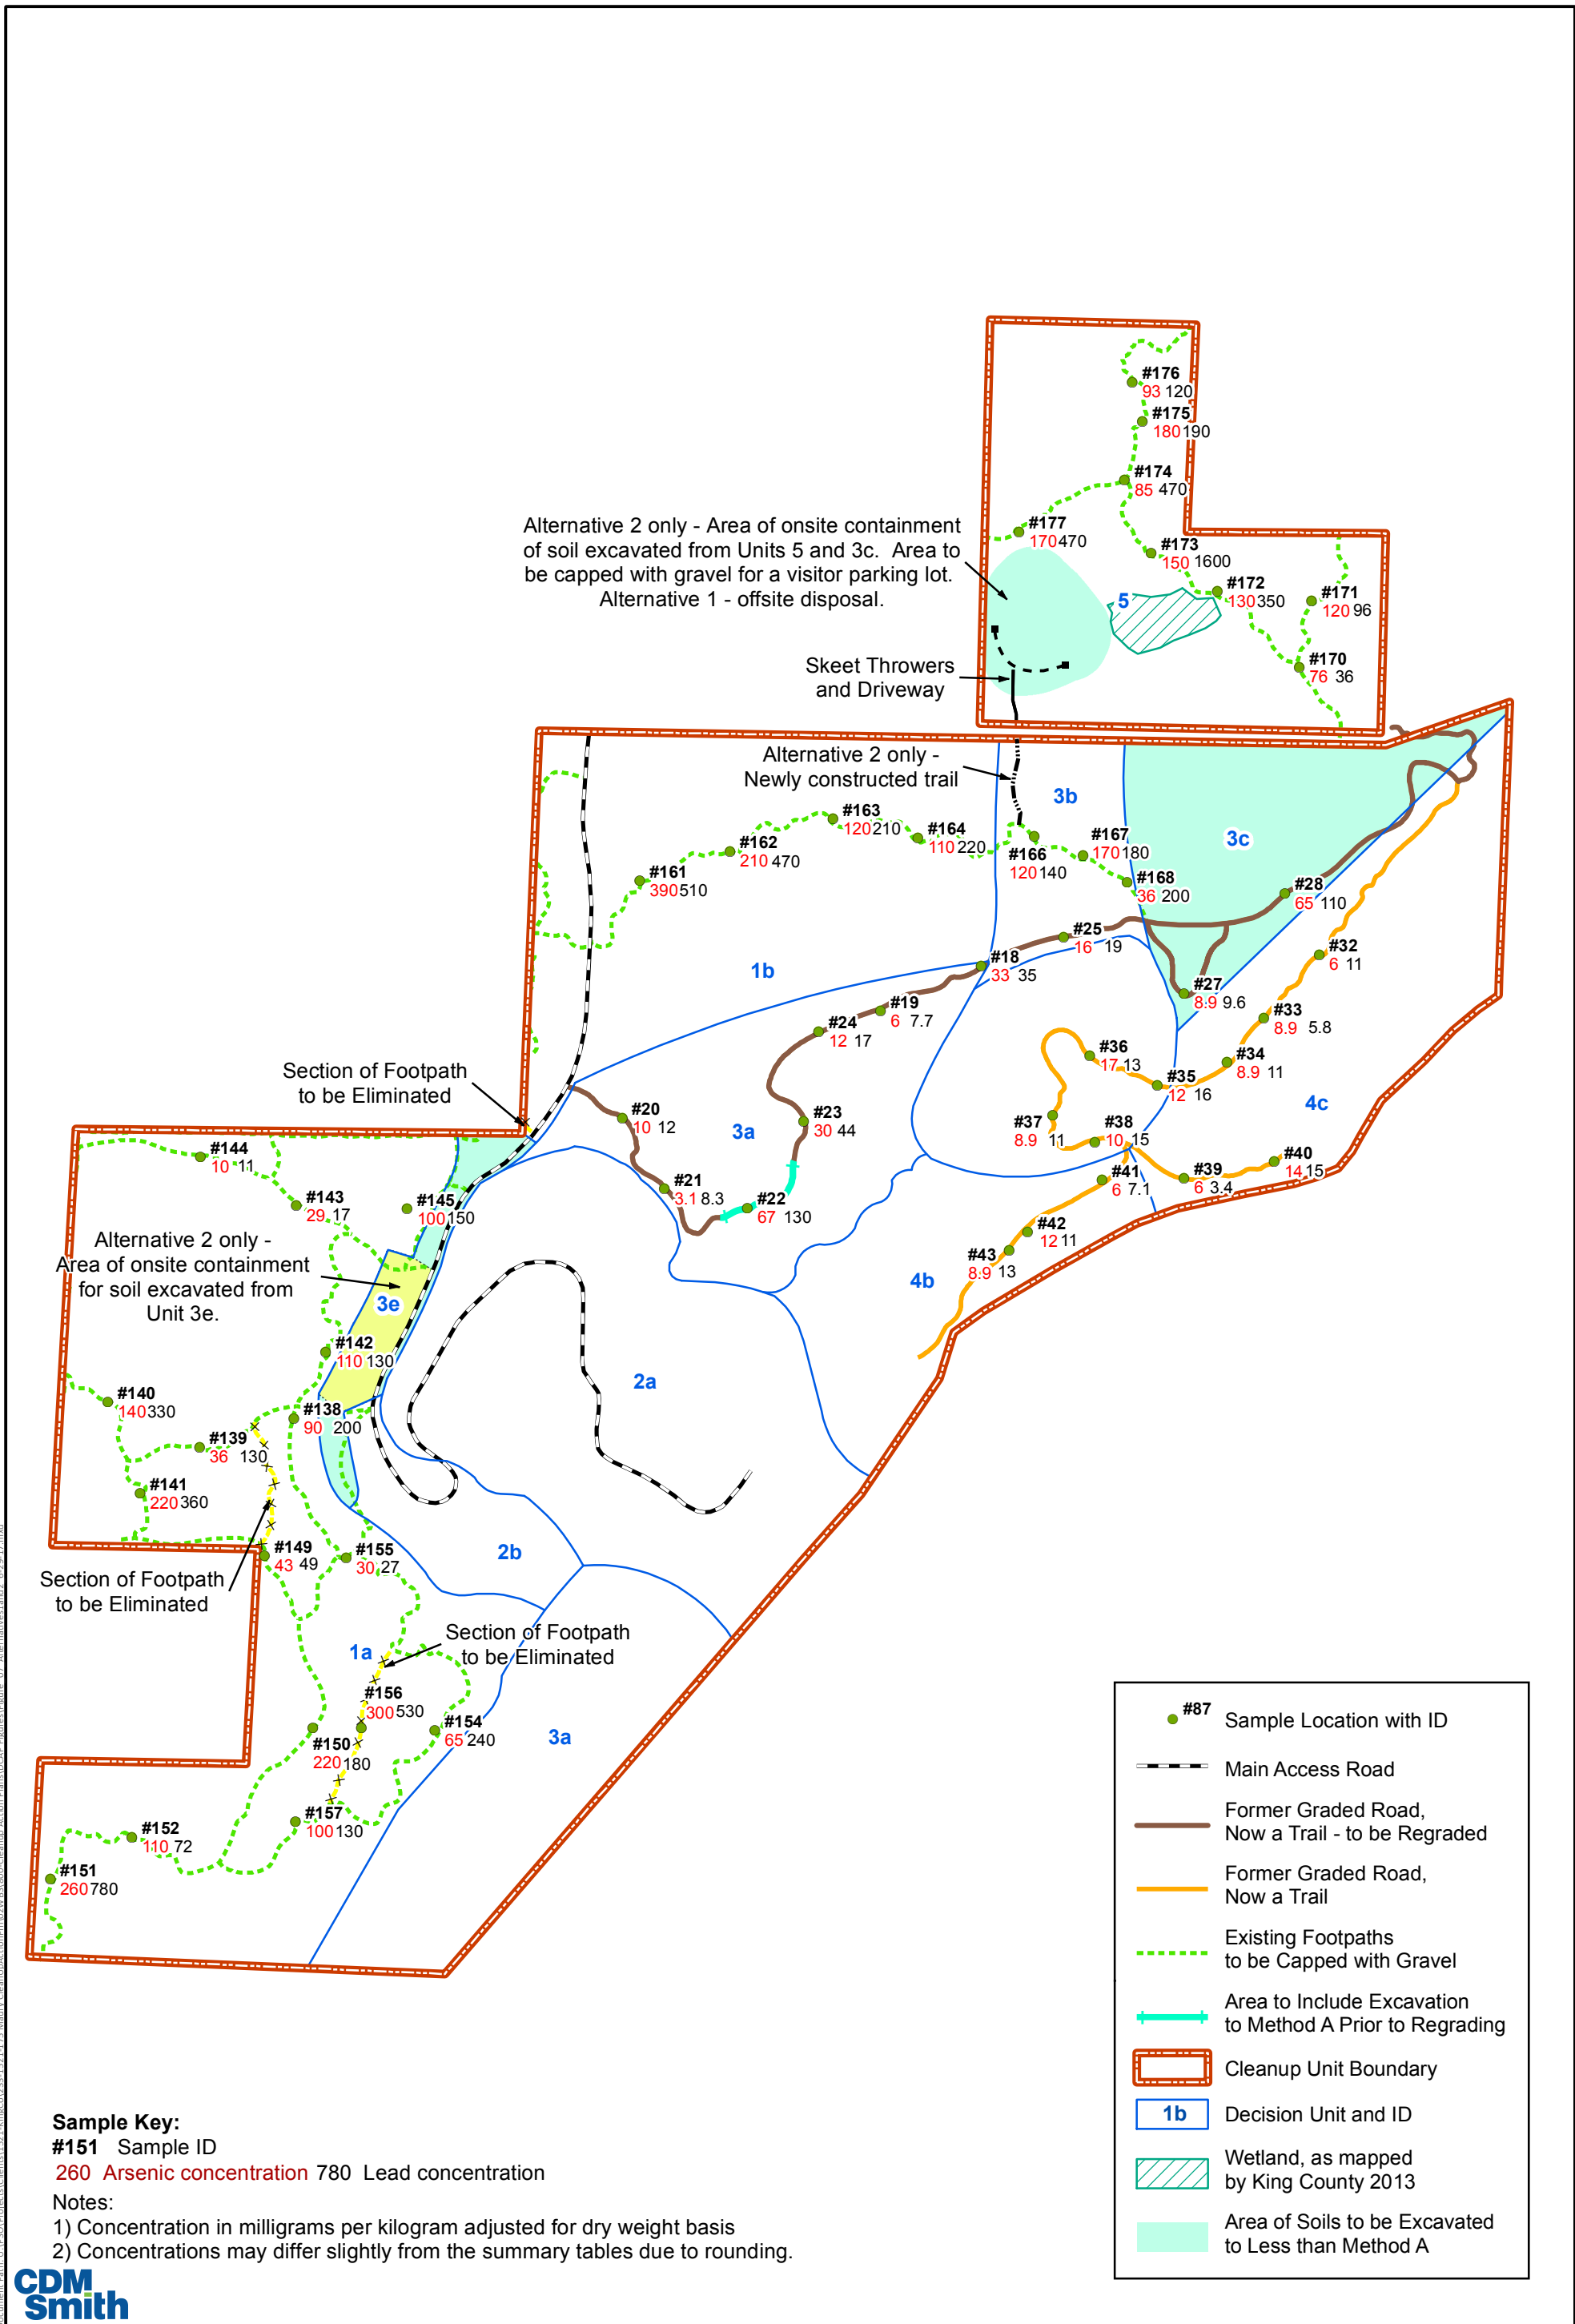 #176
93 120
#175
180 190
#174
85 470
#177
170 470
#173
150 1600
#172
130 350
#171
120 96
#170
76 36
5
Alternative 2 only - Area of onsite containment
of soil excavated from Units 5 and 3c. Area to
be capped with gravel for a visitor parking lot.
Alternative 1 - offsite disposal.
Skeet Throwers
and Driveway
Alternative 2 only -
Newly constructed trail
3b
3c
#163
120 210
#164
110 220
#162
210 470
#161
390 510
#166
120 140
#167
170 180
#168
36 200
#28
65 110
#25
16 19
#18
33 35
1b
#32
6 11
#27
8.9 9.6
#19
6 7.7
#24
12 17
#33
8.9 5.8
#36
17 13
#34
8.9 11
#35
12 16
4c
Section of Footpath
to be Eliminated
#20
10 12
3a
#23
30 44
#37
8.9 11
#38
10 15
#40
14 15
#39
6 3.4
#41
6 7.1
#21
3.1 8.3
#22
67 130
#42
12 11
#43
8.9 13
4b
#144
10 11
#143
29 17
#145
100 150
Alternative 2 only -
Area of onsite containment
for soil excavated from
Unit 3e.
3e
#142
110 130
2a
#140
140 330
#138
90 200
#139
36 130
#141
220 360
#149
43 49
#155
30 27
2b
Section of Footpath
to be Eliminated
1a
Section of Footpath
to be Eliminated
#156
300 530
#150
220 180
#154
65 240
3a
#157
100 130
#152
110 72
#151
260 780
#87 Sample Location with ID
Main Access Road
Former Graded Road,
Now a Trail - to be Regraded
Former Graded Road,
Now a Trail
Existing Footpaths
to be Capped with Gravel
Area to Include Excavation
to Method A Prior to Regrading
Cleanup Unit Boundary
1b Decision Unit and ID
Wetland, as mapped
by King County 2013
Area of Soils to be Excavated
to Less than Method A
Sample Key:
#151 Sample ID
260 Arsenic concentration 780 Lead concentration
Notes:
1) Concentration in milligrams per kilogram adjusted for dry weight basis
2) Concentrations may differ slightly from the summary tables due to rounding.
CDM
Smith